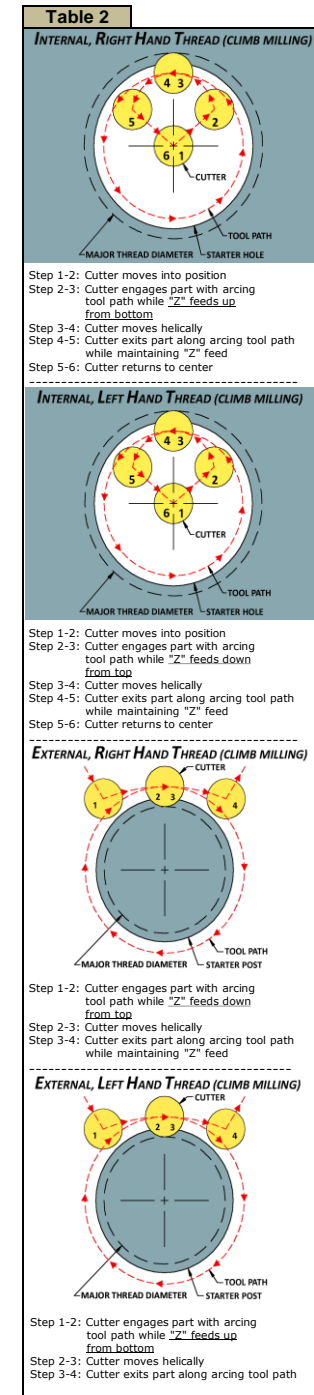 Table 2
INTERNAL, RIGHT HAND THREAD (CLIMB MILLING)
4 3
5
2
6 1
CUTTER
TOOL PATH
MAJOR THREAD DIAMETER
STARTER HOLE
Step 1-2: Cutter moves into position
Step 2-3: Cutter engages part with arcing
tool path while "Z" feeds up
from bottom
Step 3-4: Cutter moves helically
Step 4-5: Cutter exits part along arcing tool path
while maintaining "Z" feed
Step 5-6: Cutter returns to center
INTERNAL, LEFT HAND THREAD (CLIMB MILLING)
4 3
5
2
6 1
CUTTER
TOOL PATH
MAJOR THREAD DIAMETER
STARTER HOLE
Step 1-2: Cutter moves into position
Step 2-3: Cutter engages part with arcing
tool path while "Z" feeds down
from top
Step 3-4: Cutter moves helically
Step 4-5: Cutter exits part along arcing tool path
while maintaining "Z" feed
Step 5-6: Cutter returns to center
EXTERNAL, RIGHT HAND THREAD (CLIMB MILLING)
CUTTER
1
2 3
4
TOOL PATH
MAJOR THREAD DIAMETER
STARTER POST
Step 1-2: Cutter engages part with arcing
tool path while "Z" feeds down
from top
Step 2-3: Cutter moves helically
Step 3-4: Cutter exits part along arcing tool path
while maintaining "Z" feed
EXTERNAL, LEFT HAND THREAD (CLIMB MILLING)
CUTTER
1
2 3
4
TOOL PATH
MAJOR THREAD DIAMETER
STARTER POST
Step 1-2: Cutter engages part with arcing
tool path while "Z" feeds up
from bottom
Step 2-3: Cutter moves helically
Step 3-4: Cutter exits part along arcing tool path